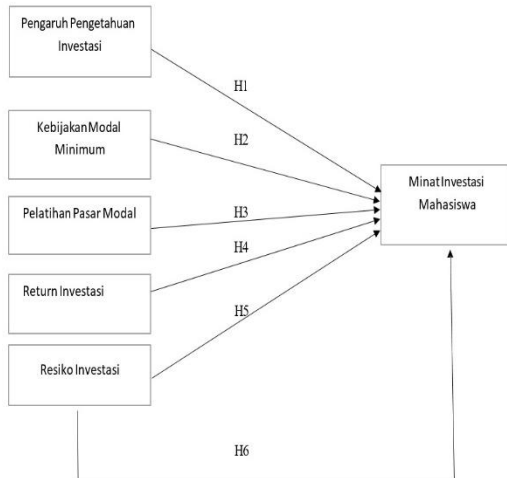 Pengaruh Pengetahuan
Investasi
H1
Kebijakan Modal
Minimum
H2
Minat Investasi
Mahasiswa
Pelatihan Pasar Modal
H3
H4
Return Investasi
H5
Resiko Investasi
H6